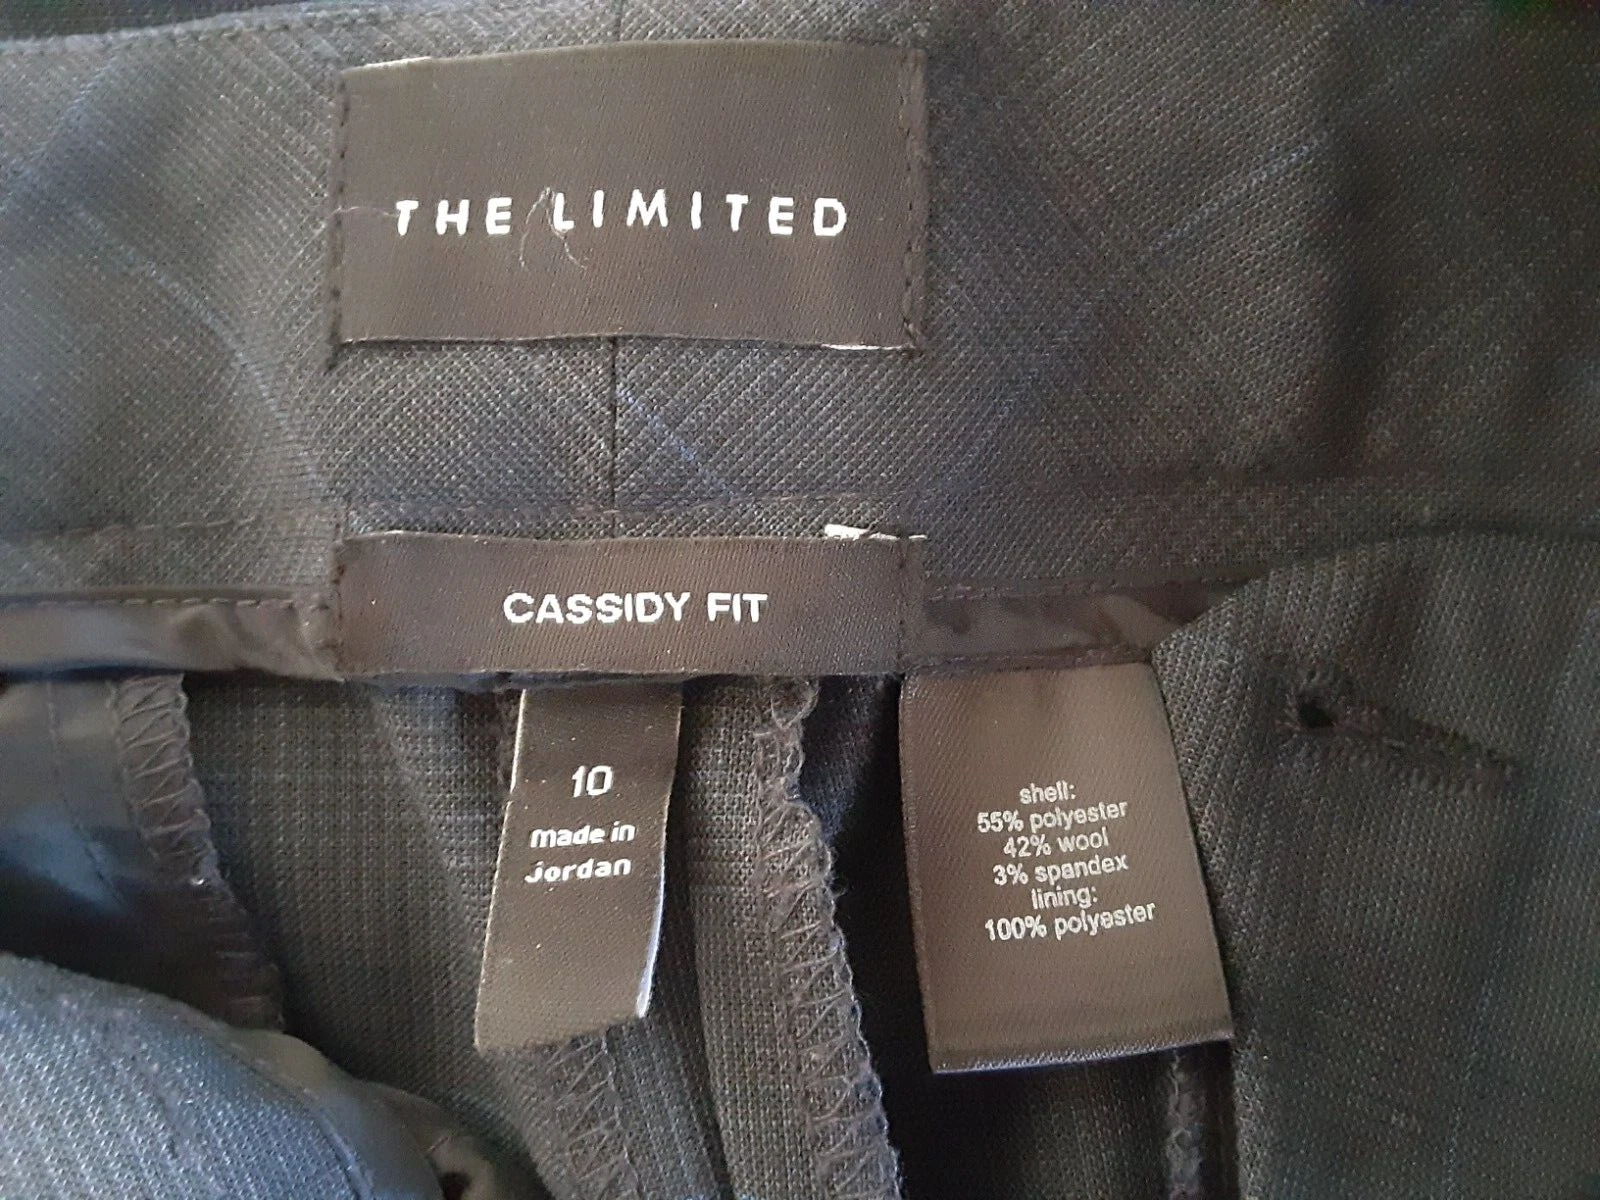 THE LIMITED
CASSIDY FIT
10
made in
Jordan
shell:
55% polyester
42% wool
3% spandex
lining:
100% polyester